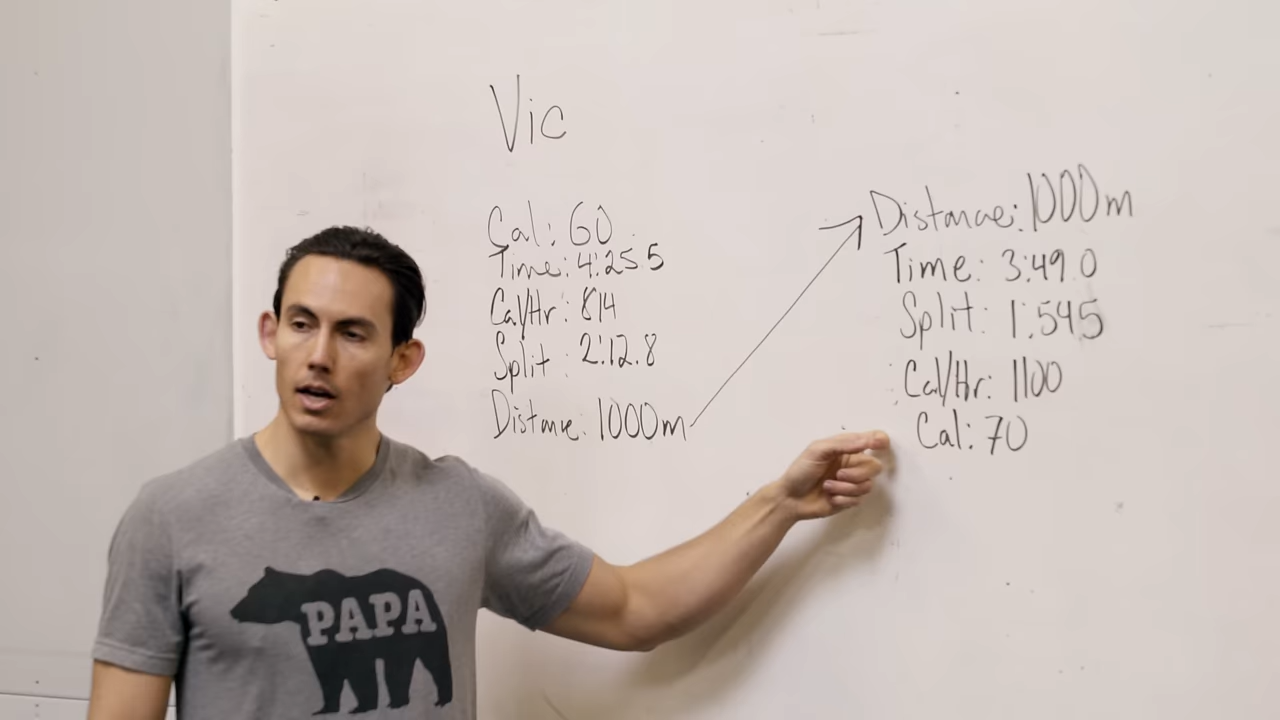 Vic
Cal: 60
Time: 4:25.5
Cal/Hr: 814
Split: 2:12.8
Distance: 1000m
Distance: 1000m
Time: 3:49.0
Split: 1:54.5
Cal/Hr: 1100
Cal: 70
PAPA